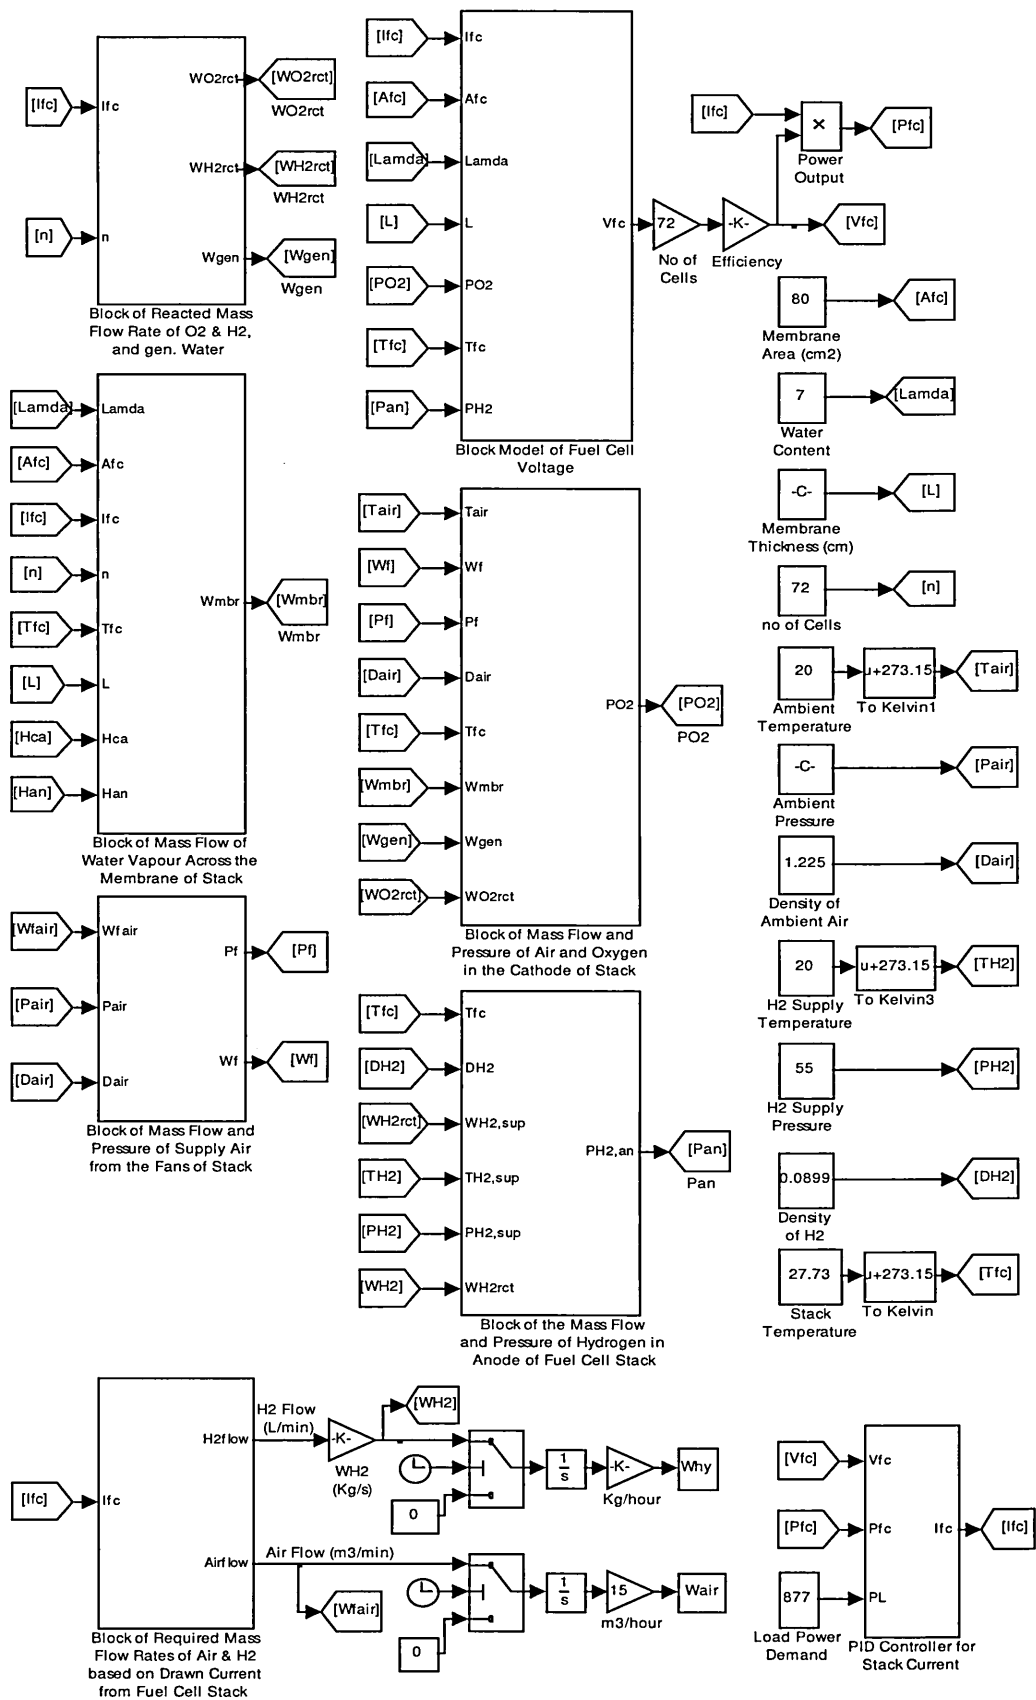 [Ifc]
Ifc
[n]
n
WO2rct
[WO2rct]
WO2rct
WH2rct
[WH2rct]
WH2rct
Wgen
[Wgen]
Wgen
Block of Reacted Mass
Flow Rate of O2 & H2,
and gen. Water
[Lamda]
Lamda
[Afc]
Afc
[Ifc]
Ifc
[n]
n
[Tfc]
Tfc
[L]
L
[Hca]
Hca
[Han]
Han
Wmbr
[Wmbr]
Wmbr
Block of Mass Flow of
Water Vapour Across the
Membrane of Stack
[Wfair]
Wfair
[Pair]
Pair
[Dair]
Dair
Pf
[Pf]
Wf
[Wf]
Block of Mass Flow and
Pressure of Supply Air
from the Fans of Stack
[Ifc]
Ifc
[Afc]
Afc
[Lamda]
Lamda
[L]
L
[PO2]
PO2
[Tfc]
Tfc
[Pan]
PH2
Vfc
72
No of
Cells
-K-
Efficiency
[Vfc]
[Ifc]
×
Power
Output
[Pfc]
Block Model of Fuel Cell
Voltage
[Tair]
Tair
[Wf]
Wf
[Pf]
Pf
[Dair]
Dair
[Tfc]
Tfc
[Wmbr]
Wmbr
[Wgen]
Wgen
[WO2rct]
WO2rct
PO2
[PO2]
PO2
Block of Mass Flow and
Pressure of Air and Oxygen
in the Cathode of Stack
[Tfc]
Tfc
[DH2]
DH2
[WH2rct]
WH2,sup
[TH2]
TH2,sup
[PH2]
PH2,sup
[WH2]
WH2rct
PH2,an
[Pan]
Pan
Block of the Mass Flow
and Pressure of Hydrogen in
Anode of Fuel Cell Stack
80
[Afc]
Membrane
Area (cm2)
7
[Lamda]
Water
Content
-C-
[L]
Membrane
Thickness (cm)
72
[n]
no of Cells
20
u+273.15
[Tair]
Ambient
Temperature
To Kelvin1
-C-
[Pair]
Ambient
Pressure
1.225
[Dair]
Density of
Ambient Air
20
u+273.15
[TH2]
H2 Supply
Temperature
To Kelvin3
55
[PH2]
H2 Supply
Pressure
0.0899
[DH2]
Density
of H2
27.73
u+273.15
[Tfc]
Stack
Temperature
To Kelvin
[Ifc]
Ifc
H2flow
H2 Flow
(L/min)
-K-
WH2
(Kg/s)
[WH2]
0
1
s
-K-
Kg/hour
Why
Airflow
Air Flow (m3/min)
[Wfair]
0
1
s
15
m3/hour
Wair
Block of Required Mass
Flow Rates of Air & H2
based on Drawn Current
from Fuel Cell Stack
[Vfc]
Vfc
[Pfc]
Pfc
877
PL
Load Power
Demand
Ifc
[Ifc]
PID Controller for
Stack Current